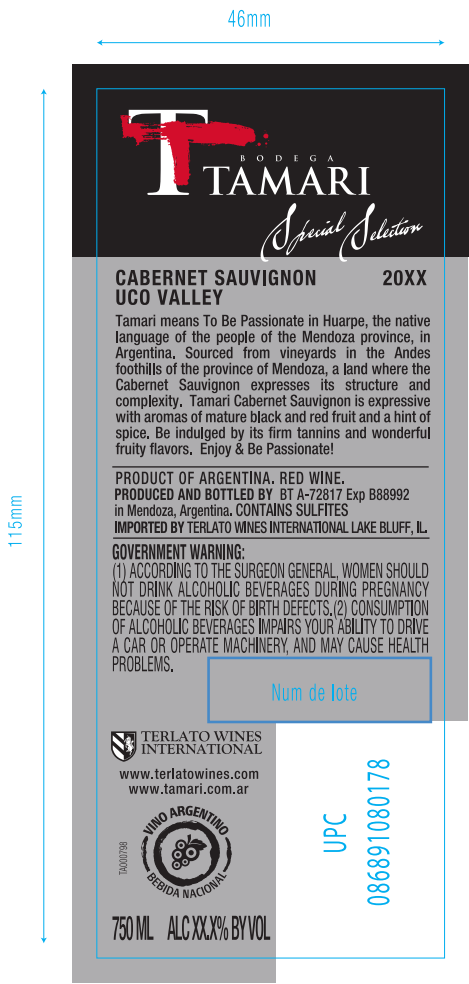 46mm
115mm
T
BODEGA
TAMARI
Special Selection
CABERNET SAUVIGNON 20XX
UCO VALLEY
Tamari means To Be Passionate in Huarpe, the native
language of the people of the Mendoza province, in
Argentina. Sourced from vineyards in the Andes
foothills of the province of Mendoza, a land where the
Cabernet Sauvignon expresses its structure and
complexity. Tamari Cabernet Sauvignon is expressive
with aromas of mature black and red fruit and a hint of
spice. Be indulged by its firm tannins and wonderful
fruity flavors. Enjoy & Be Passionate!
PRODUCT OF ARGENTINA. RED WINE.
PRODUCED AND BOTTLED BY BT A-72817 Exp B88992
in Mendoza, Argentina. CONTAINS SULFITES
IMPORTED BY TERLATO WINES INTERNATIONAL LAKE BLUFF, IL.
GOVERNMENT WARNING:
(1) ACCORDING TO THE SURGEON GENERAL, WOMEN SHOULD
NOT DRINK ALCOHOLIC BEVERAGES DURING PREGNANCY
BECAUSE OF THE RISK OF BIRTH DEFECTS.(2) CONSUMPTION
OF ALCOHOLIC BEVERAGES IMPAIRS YOUR ABILITY TO DRIVE
A CAR OR OPERATE MACHINERY, AND MAY CAUSE HEALTH
PROBLEMS.
Num de lote
TERLATO WINES
INTERNATIONAL
www.terlatowines.com
www.tamari.com.ar
TA000798
VINO ARGENTINO
BEBIDA NACIONAL
UPC
086891080178
750 ML ALC XX.X% BY VOL